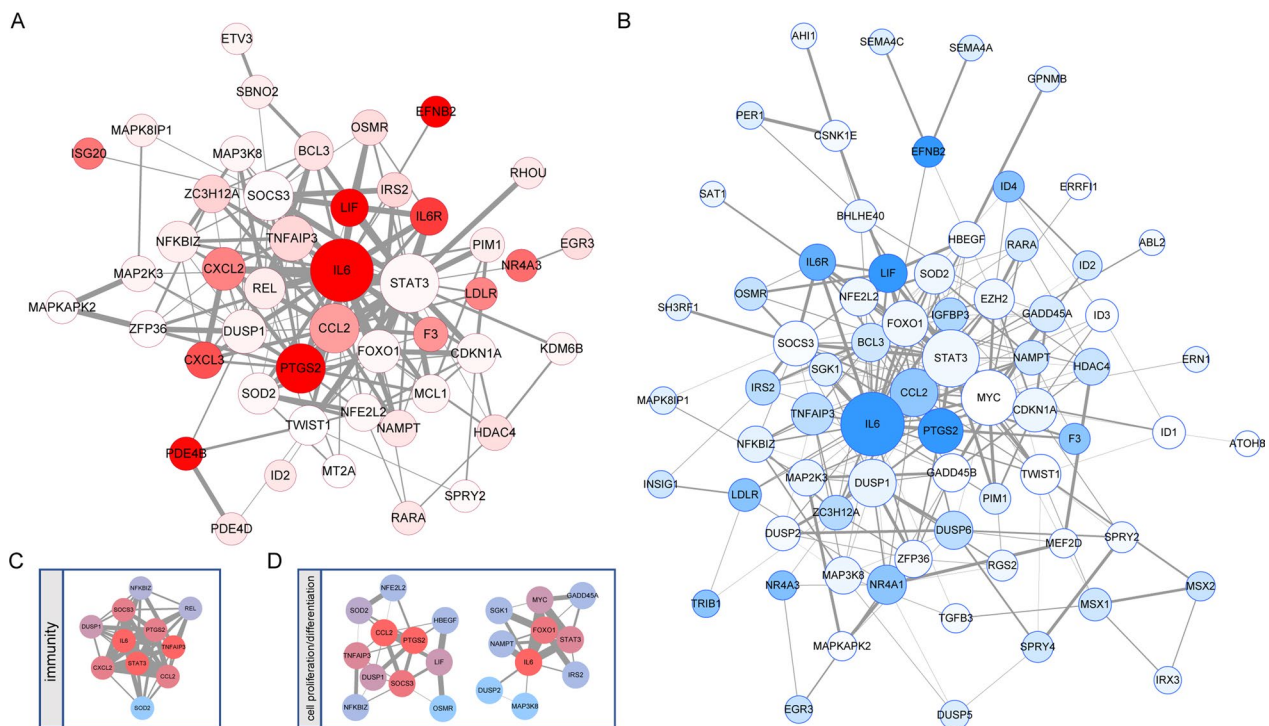 A
ETV3
SBNO2
EFNB2
MAPK8IP1
OSMR
ISG20
MAP3K8
BCL3
RHOU
ZC3H12A
SOCS3
IRS2
LIF
IL6R
NFKBIZ
TNFAIP3
PIM1
EGR3
CXCL2
IL6
NR4A3
MAP2K3
REL
STAT3
LDLR
MAPKAPK2
ZFP36
DUSP1
CCL2
F3
CXCL3
FOXO1
CDKN1A
KDM6B
PTGS2
SOD2
MCL1
NFE2L2
TWIST1
NAMPT
HDAC4
PDE4B
ID2
MT2A
SPRY2
PDE4D
RARA
B
AHI1
SEMA4C
SEMA4A
GPNMB
PER1
CSNK1E
EFNB2
SAT1
ID4
ERRFI1
BHLHE40
HBEGF
RARA
ABL2
IL6R
LIF
SOD2
ID2
OSMR
NFE2L2
EZH2
SH3RF1
IGFBP3
GADD45A
ID3
FOXO1
SOCS3
BCL3
STAT3
NAMPT
ERN1
SGK1
HDAC4
IRS2
CCL2
MAPK8IP1
MYC
TNFAIP3
CDKN1A
IL6
PTGS2
NFKBIZ
F3
ID1
ATOH8
GADD45B
MAP2K3
TWIST1
INSIG1
DUSP1
LDLR
PIM1
ZC3H12A
DUSP2
DUSP6
SPRY2
MEF2D
ZFP36
RGS2
MAP3K8
NR4A3
NR4A1
MSX2
TRIB1
MSX1
TGFB3
MAPKAPK2
SPRY4
IRX3
EGR3
DUSP5
C
immunity
NFKBIZ
SOCS3
REL
DUSP1
PTGS2
IL6
TNFAIP3
CXCL2
STAT3
CCL2
SOD2
D
cell proliferation/differentiation
NFE2L2
SOD2
HBEGF
CCL2
PTGS2
TNFAIP3
LIF
DUSP1
SOCS3
NFKBIZ
OSMR
MYC
GADD45A
SGK1
FOXO1
STAT3
NAMPT
IL6
IRS2
DUSP2
MAP3K8